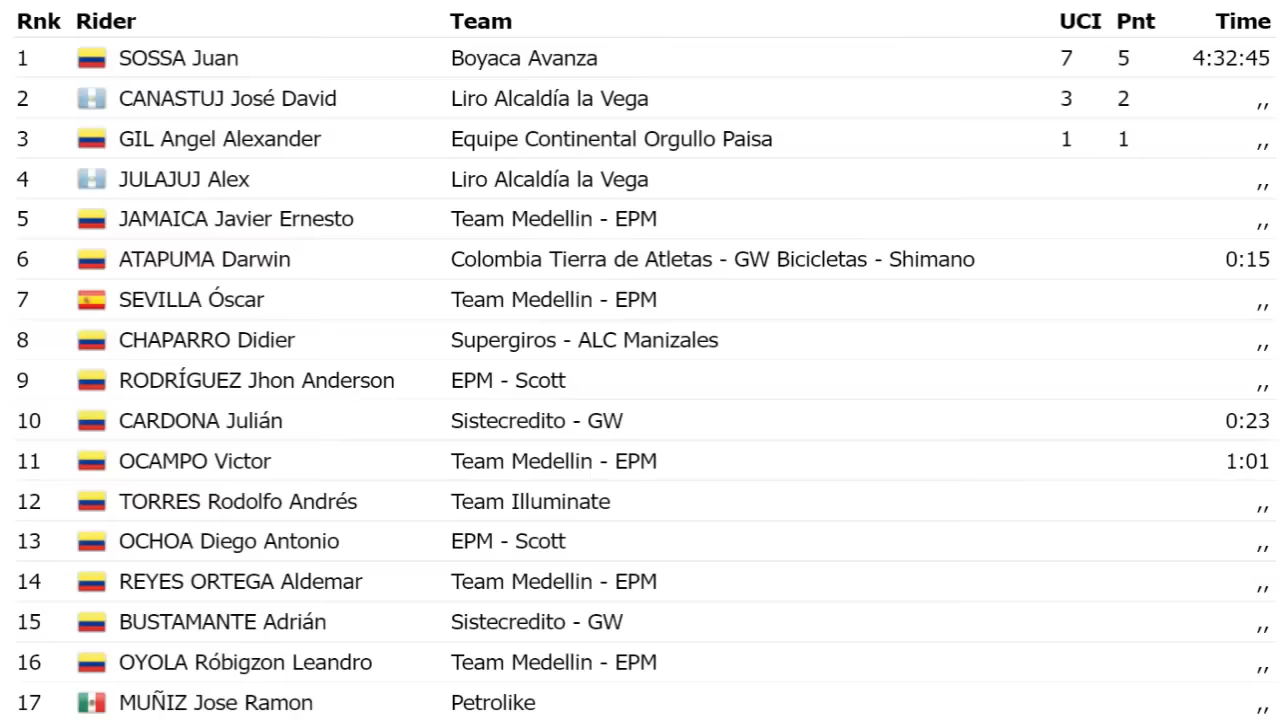 Rnk Rider Team UCI Pnt Time
1 SOSSA Juan Boyaca Avanza 7 5 4:32:45
2 CANASTUJ José David Liro Alcaldía la Vega 3 2 ,,
3 GIL Angel Alexander Equipe Continental Orgullo Paisa 1 1 ,,
4 JULAJUJ Alex Liro Alcaldía la Vega ,,
5 JAMAICA Javier Ernesto Team Medellin - EPM ,,
6 ATAPUMA Darwin Colombia Tierra de Atletas - GW Bicicletas - Shimano 0:15
7 SEVILLA Óscar Team Medellin - EPM ,,
8 CHAPARRO Didier Supergiros - ALC Manizales ,,
9 RODRÍGUEZ Jhon Anderson EPM - Scott ,,
10 CARDONA Julián Sistecredito - GW 0:23
11 OCAMPO Victor Team Medellin - EPM 1:01
12 TORRES Rodolfo Andrés Team Illuminate ,,
13 OCHOA Diego Antonio EPM - Scott ,,
14 REYES ORTEGA Aldemar Team Medellin - EPM ,,
15 BUSTAMANTE Adrián Sistecredito - GW ,,
16 OYOLA Róbigzon Leandro Team Medellin - EPM ,,
17 MUÑIZ Jose Ramon Petrolike ,,